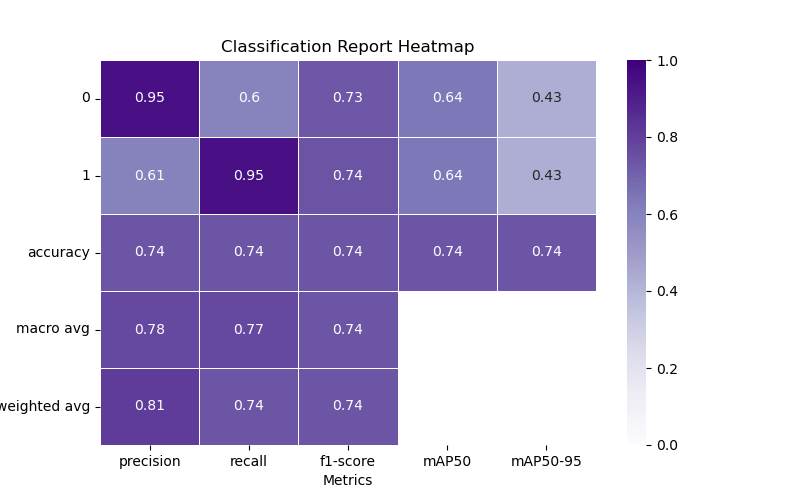 Classification Report Heatmap
0 0.95 0.6 0.73 0.64 0.43
1 0.61 0.95 0.74 0.64 0.43
accuracy 0.74 0.74 0.74 0.74 0.74
macro avg 0.78 0.77 0.74
weighted avg 0.81 0.74 0.74
precision recall f1-score mAP50 mAP50-95
Metrics
1.0
0.8
0.6
0.4
0.2
0.0